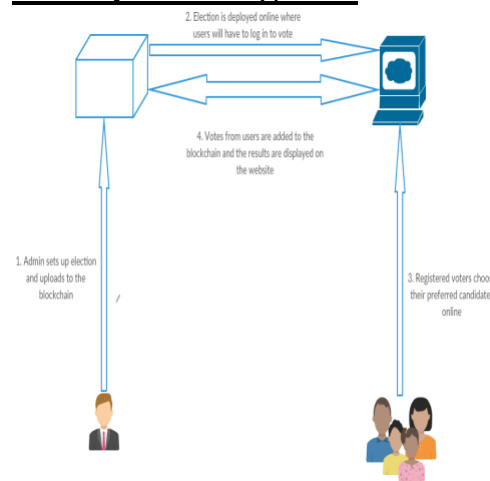 2. Election is deployed online where
users will have to log in to vote
4. Votes from users are added to the
blockchain and the results are displayed on
the website
1. Admin sets up election
and uploads to the
blockchain
3. Registered voters choo
their preferred candidate
online